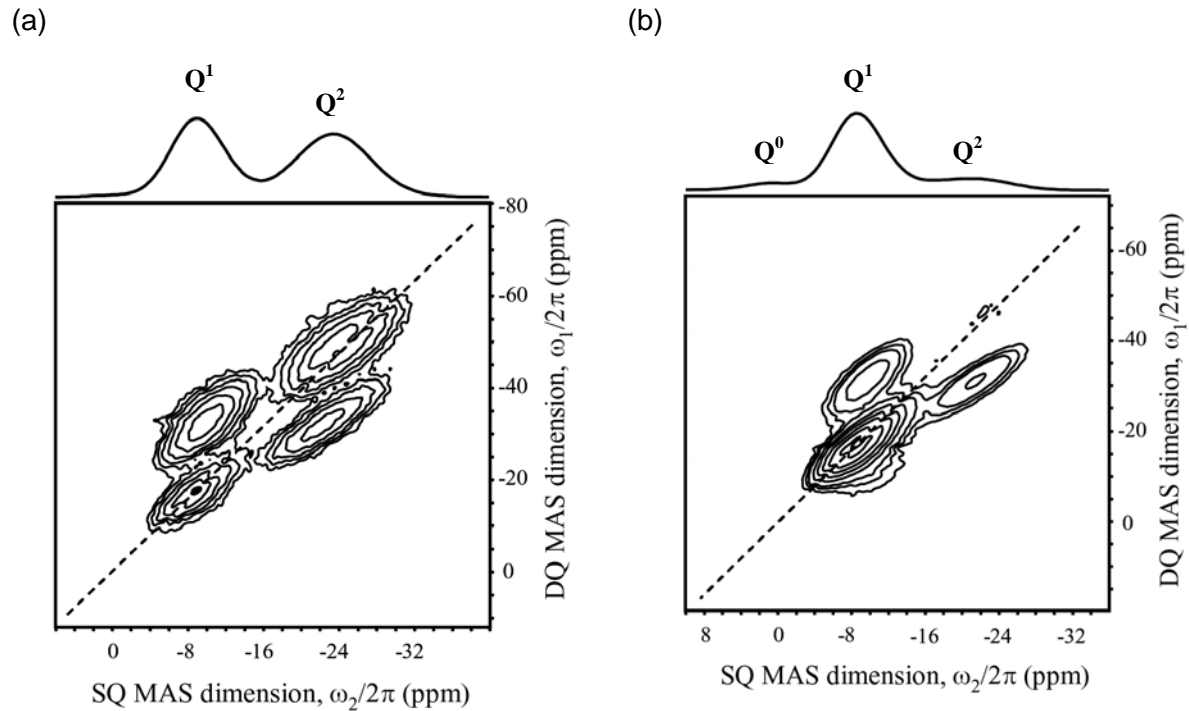 (a)
Q¹
Q²
-80
-60
-40
-20
0
DQ MAS dimension, ω₁/2π (ppm)
0 -8 -16 -24 -32
SQ MAS dimension, ω₂/2π (ppm)
(b)
Q¹
Q⁰
Q²
-60
-40
-20
0
DQ MAS dimension, ω₁/2π (ppm)
8 0 -8 -16 -24 -32
SQ MAS dimension, ω₂/2π (ppm)